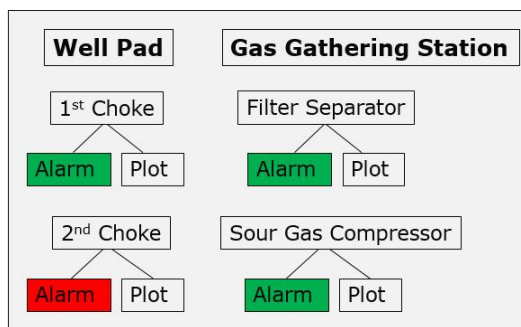 Well Pad
Gas Gathering Station
1st Choke
Filter Separator
Alarm
Plot
Alarm
Plot
2nd Choke
Sour Gas Compressor
Alarm
Plot
Alarm
Plot